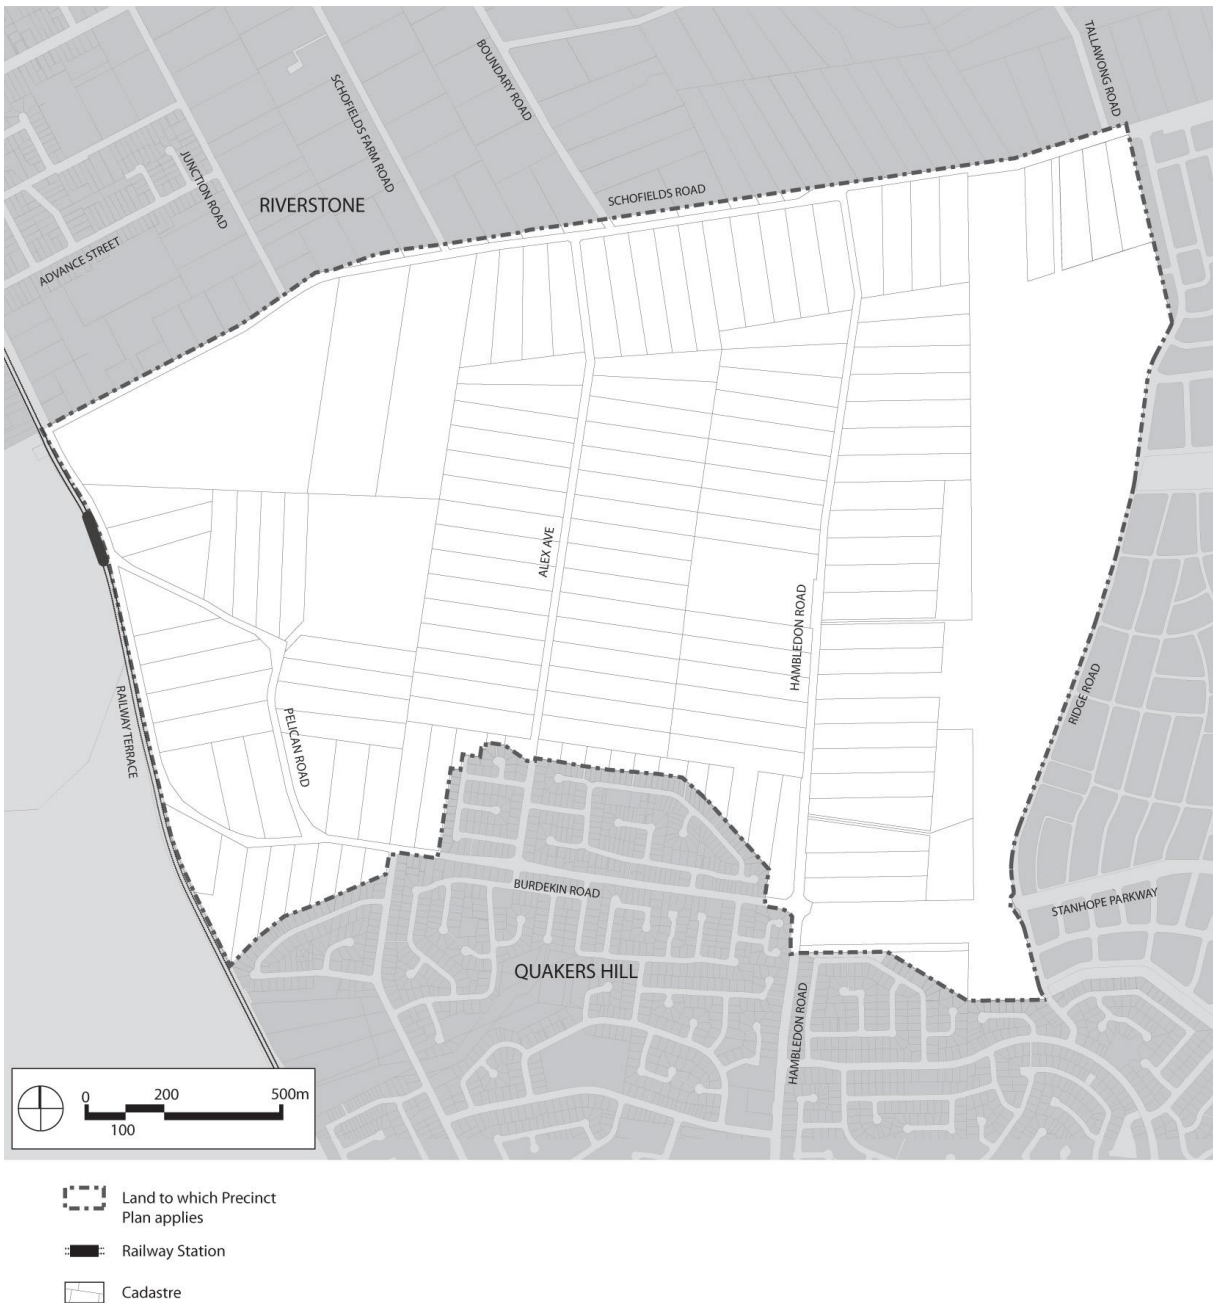 TALLAWONG ROAD
BOUNDARY ROAD
SCHOFIELDS FARM ROAD
JUNCTION ROAD
RIVERSTONE
SCHOFIELDS ROAD
ADVANCE STREET
ALEX AVE
HAMBLEDON ROAD
RIDGE ROAD
RAILWAY TERRACE
PELICAN ROAD
BURDEKIN ROAD
STANHOPE PARKWAY
QUAKERS HILL
HAMBLEDON ROAD
0 200 500m
100
Land to which Precinct
Plan applies
Railway Station
Cadastre